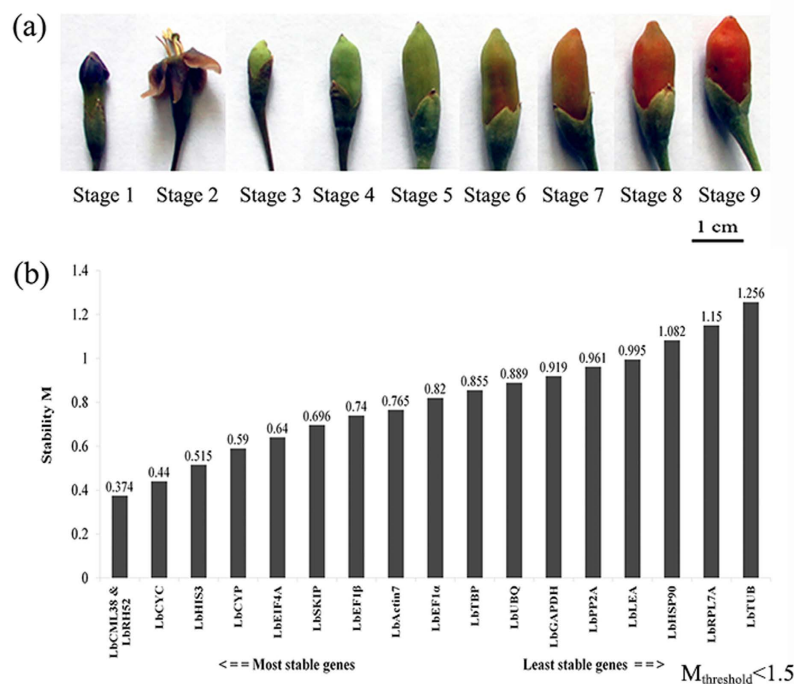 (a)
Stage 1 Stage 2 Stage 3 Stage 4 Stage 5 Stage 6 Stage 7 Stage 8 Stage 9
1 cm
(b)
Stability M
1.4
1.2
1
0.8
0.6
0.4
0.2
0
0.374 0.44 0.515 0.59 0.64 0.696 0.74 0.765 0.82 0.855 0.889 0.919 0.961 0.995 1.082 1.15 1.256
LbCML38 &
LbRH52
LbCYC
LbHIS3
LbCYP
LbEIF4A
LbSKIP
LbEF1β
LbActin7
LbEF1α
LbTBP
LbUBQ
LbGAPDH
LbPP2A
LbLEA
LbHSP90
LbRPL7A
LbTUB
<== Most stable genes Least stable genes ==>
Mthreshold<1.5